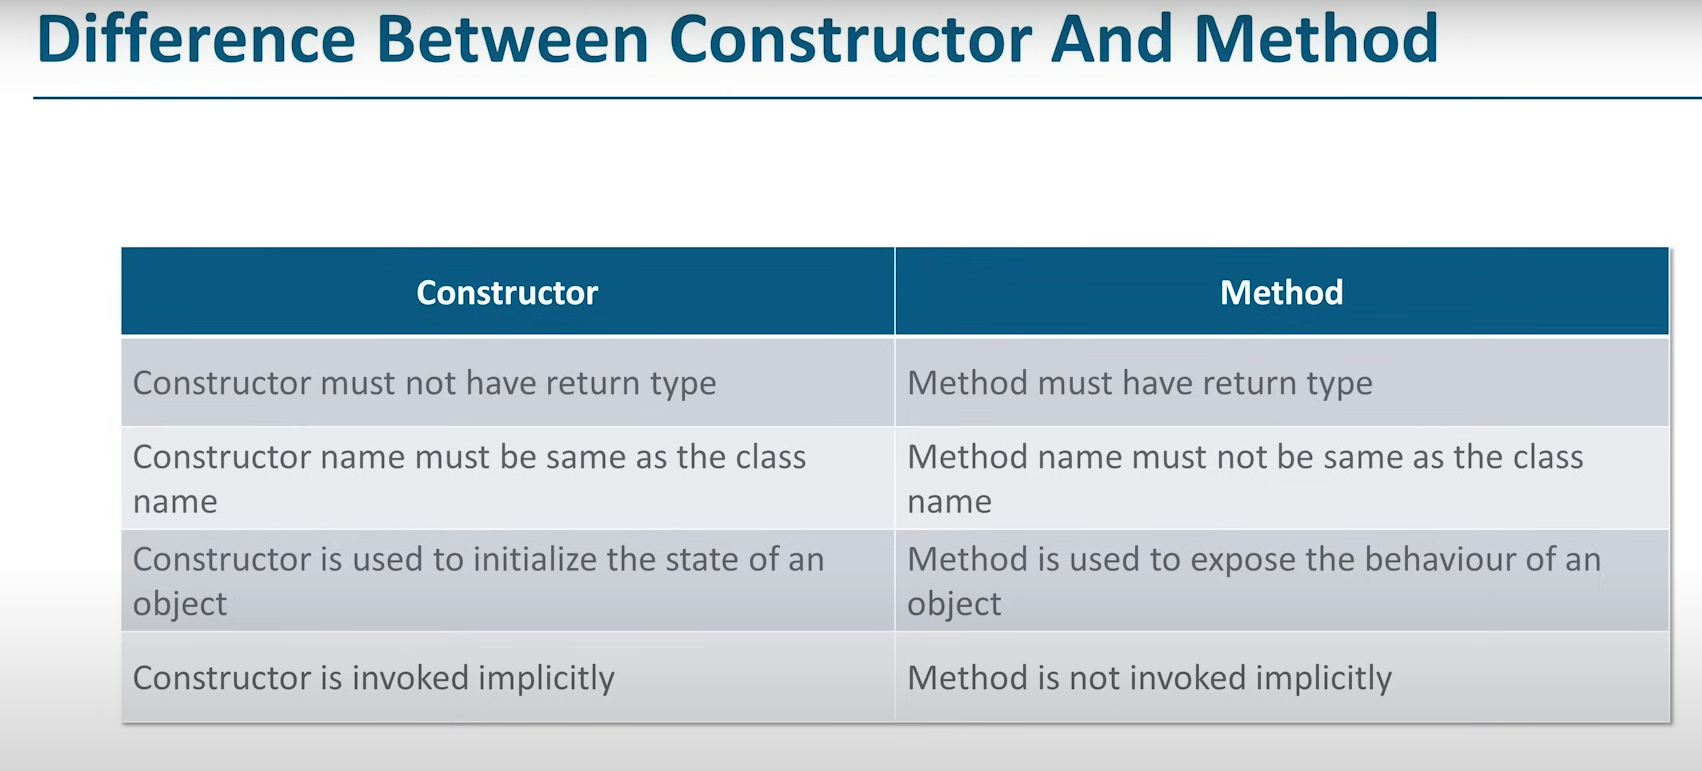 Difference Between Constructor And Method
Constructor
Method
Constructor must not have return type
Method must have return type
Constructor name must be same as the class
name
Method name must not be same as the class
name
Constructor is used to initialize the state of an
object
Method is used to expose the behaviour of an
object
Constructor is invoked implicitly
Method is not invoked implicitly